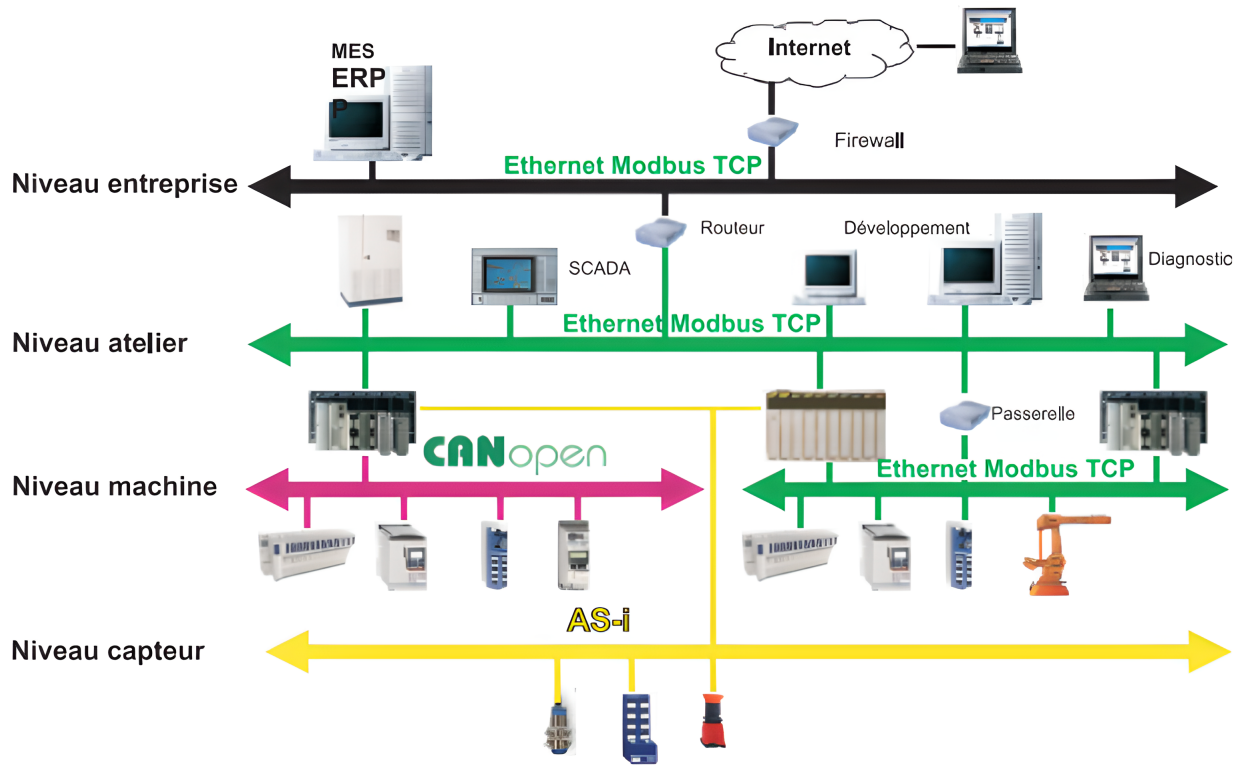 MES
ERP
P
Internet
Firewall
Ethernet Modbus TCP
Niveau entreprise
Routeur
Développement
SCADA
Diagnostic
Ethernet Modbus TCP
Niveau atelier
Passerelle
CANopen
Ethernet Modbus TCP
Niveau machine
AS-i
Niveau capteur